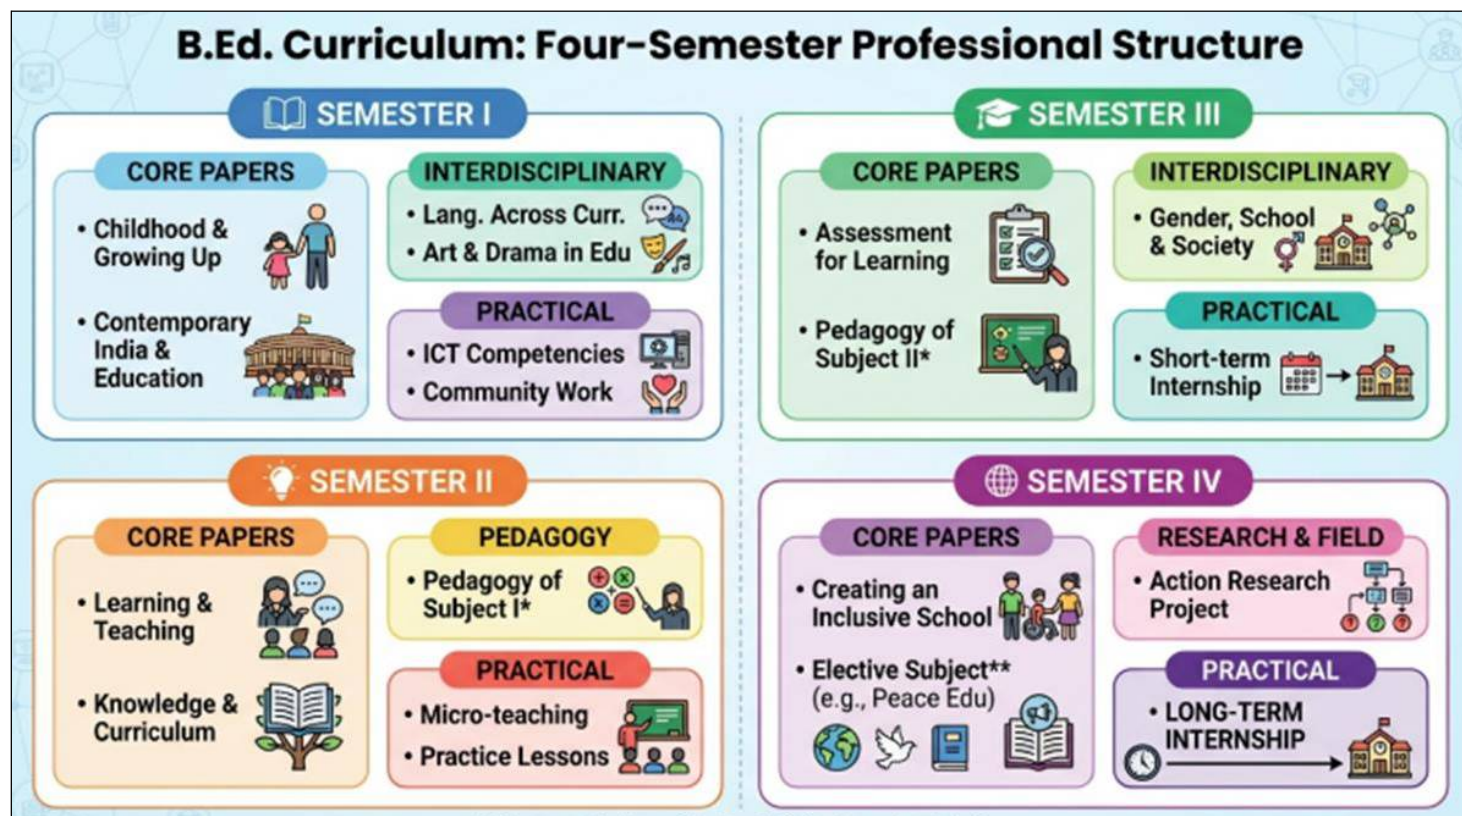 B.Ed. Curriculum: Four-Semester Professional Structure
SEMESTER I
CORE PAPERS
• Childhood &
Growing Up
• Contemporary
India &
Education
INTERDISCIPLINARY
• Lang. Across Curr.
• Art & Drama in Edu
PRACTICAL
• ICT Competencies
• Community Work
SEMESTER II
CORE PAPERS
• Learning &
Teaching
• Knowledge &
Curriculum
PEDAGOGY
• Pedagogy of
Subject I*
PRACTICAL
• Micro-teaching
• Practice Lessons
SEMESTER III
CORE PAPERS
• Assessment
for Learning
• Pedagogy of
Subject II*
INTERDISCIPLINARY
• Gender, School
& Society
PRACTICAL
• Short-term
Internship
SEMESTER IV
CORE PAPERS
• Creating an
Inclusive School
• Elective Subject**
(e.g., Peace Edu)
RESEARCH & FIELD
• Action Research
Project
PRACTICAL
• LONG-TERM
INTERNSHIP